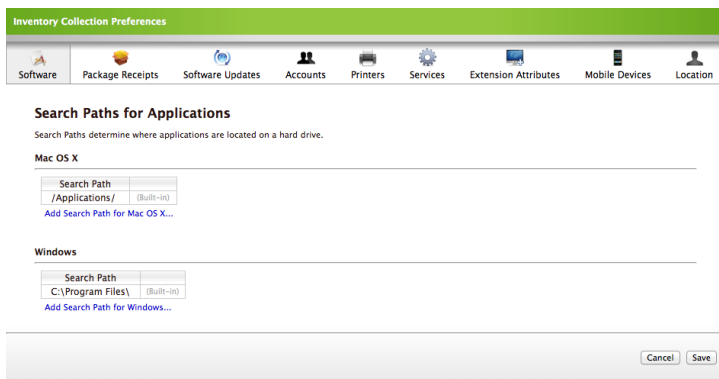 Inventory Collection Preferences
Software Package Receipts Software Updates Accounts Printers Services Extension Attributes Mobile Devices Location
Search Paths for Applications
Search Paths determine where applications are located on a hard drive.
Mac OS X
Search Path
/Applications/ (Built-in)
Add Search Path for Mac OS X...
Windows
Search Path
C:\Program Files\ (Built-in)
Add Search Path for Windows...
Cancel Save